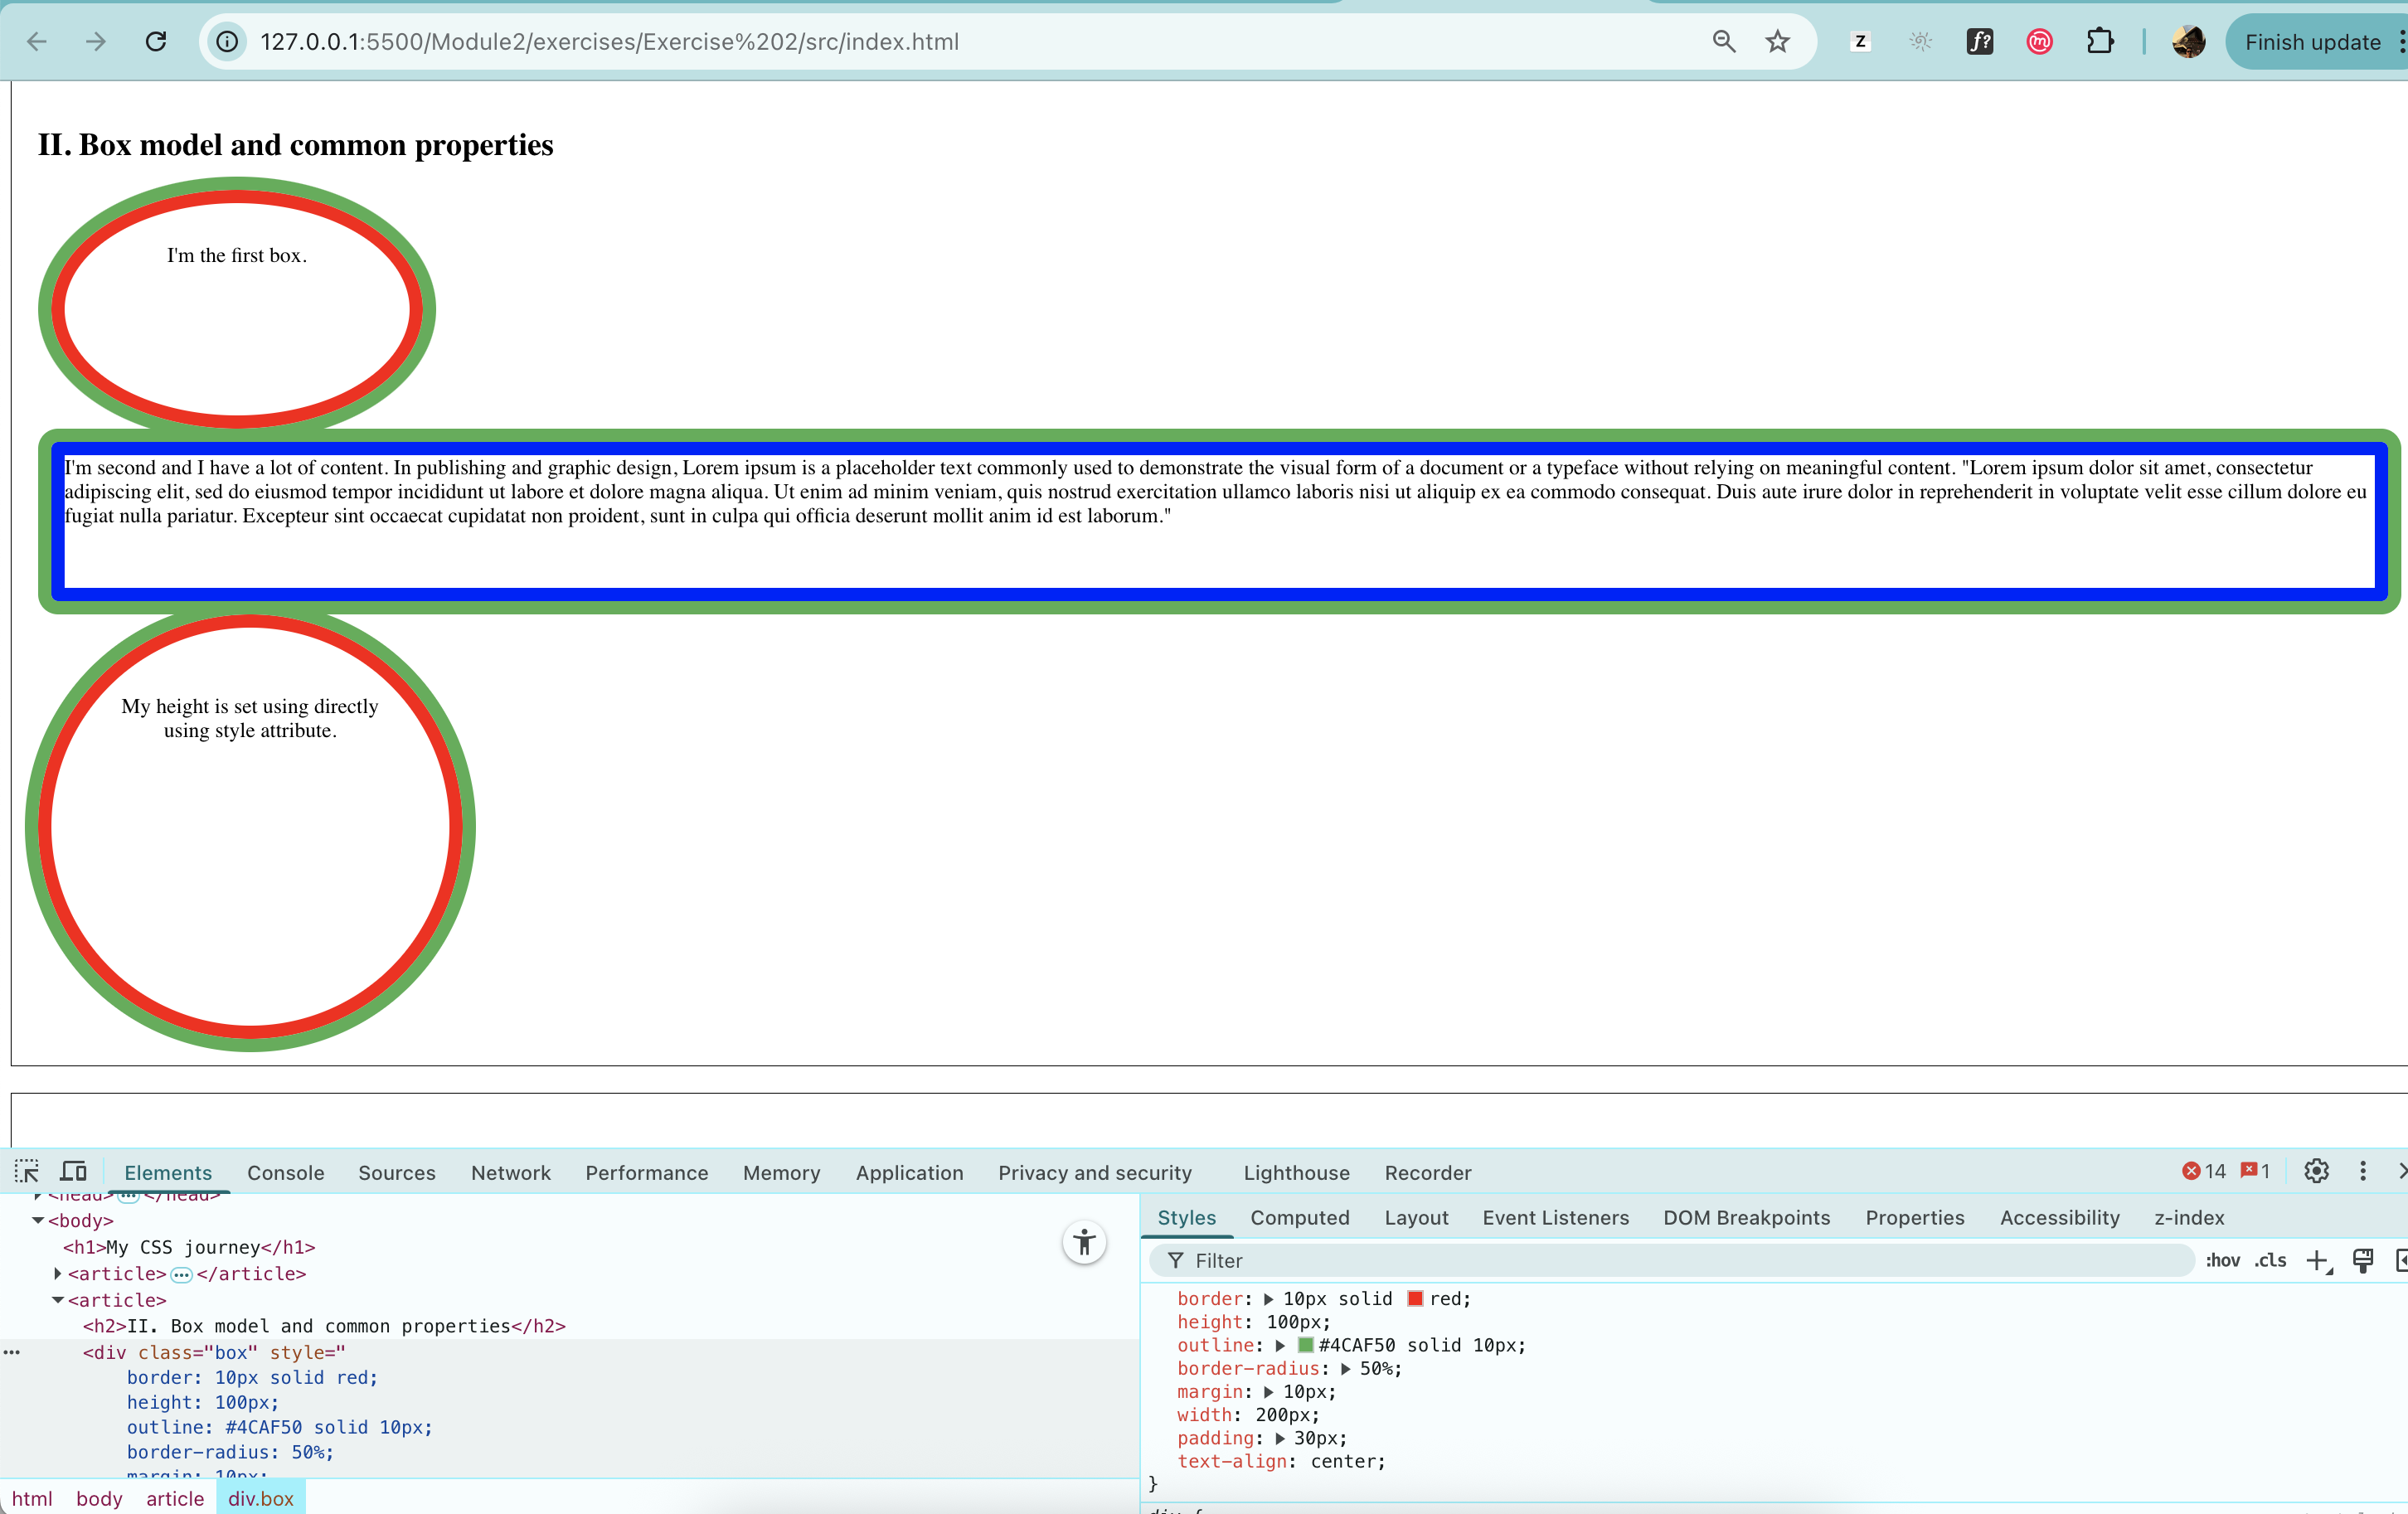 127.0.0.1:5500/Module2/exercises/Exercise%202/src/index.html
Z
f?
m
Finish update
II. Box model and common properties
I'm the first box.
I'm second and I have a lot of content. In publishing and graphic design, Lorem ipsum is a placeholder text commonly used to demonstrate the visual form of a document or a typeface without relying on meaningful content. "Lorem ipsum dolor sit amet, consectetur
adipiscing elit, sed do eiusmod tempor incididunt ut labore et dolore magna aliqua. Ut enim ad minim veniam, quis nostrud exercitation ullamco laboris nisi ut aliquip ex ea commodo consequat. Duis aute irure dolor in reprehenderit in voluptate velit esse cillum dolore eu
fugiat nulla pariatur. Excepteur sint occaecat cupidatat non proident, sunt in culpa qui officia deserunt mollit anim id est laborum."
My height is set using directly
using style attribute.
Elements Console Sources Network Performance Memory Application Privacy and security Lighthouse Recorder 14 1
<head> ... </head>
<body>
<h1>My CSS journey</h1>
<article> ... </article>
<article>
<h2>II. Box model and common properties</h2>
<div class="box" style="
border: 10px solid red;
height: 100px;
outline: #4CAF50 solid 10px;
border-radius: 50%;
margin: 10px;
html body article div.box
Styles Computed Layout Event Listeners DOM Breakpoints Properties Accessibility z-index
Filter :hov .cls
border: 10px solid red;
height: 100px;
outline: #4CAF50 solid 10px;
border-radius: 50%;
margin: 10px;
width: 200px;
padding: 30px;
text-align: center;
}
div {